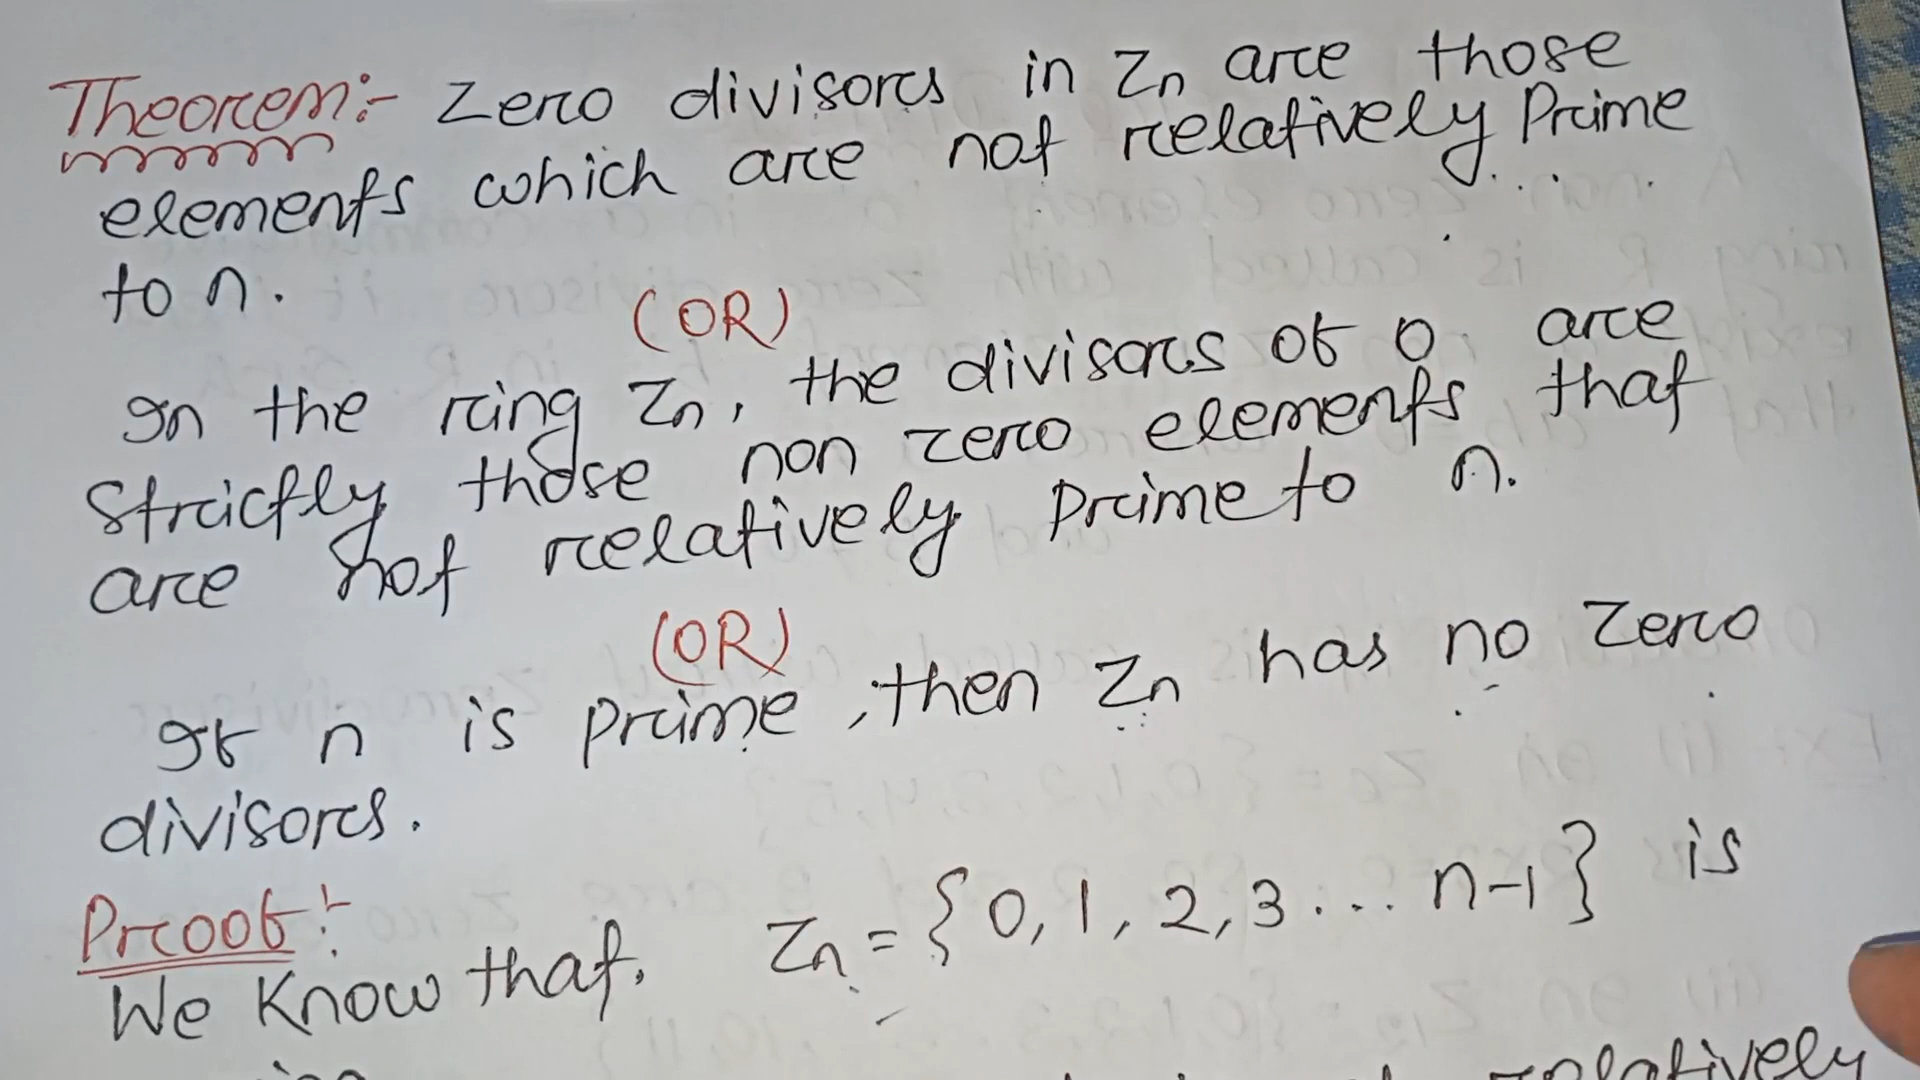 Theorem:- Zero divisors in Zn are those
elements which are not relatively Prime
to n.
(OR)
In the ring Zn, the divisors of 0 are
strictly those non zero elements that
are not relatively prime to n.
(OR)
If n is prime, then Zn has no zero
divisors.
Proof:-
We Know that, Zn = {0, 1, 2, 3... n-1} is
relatively